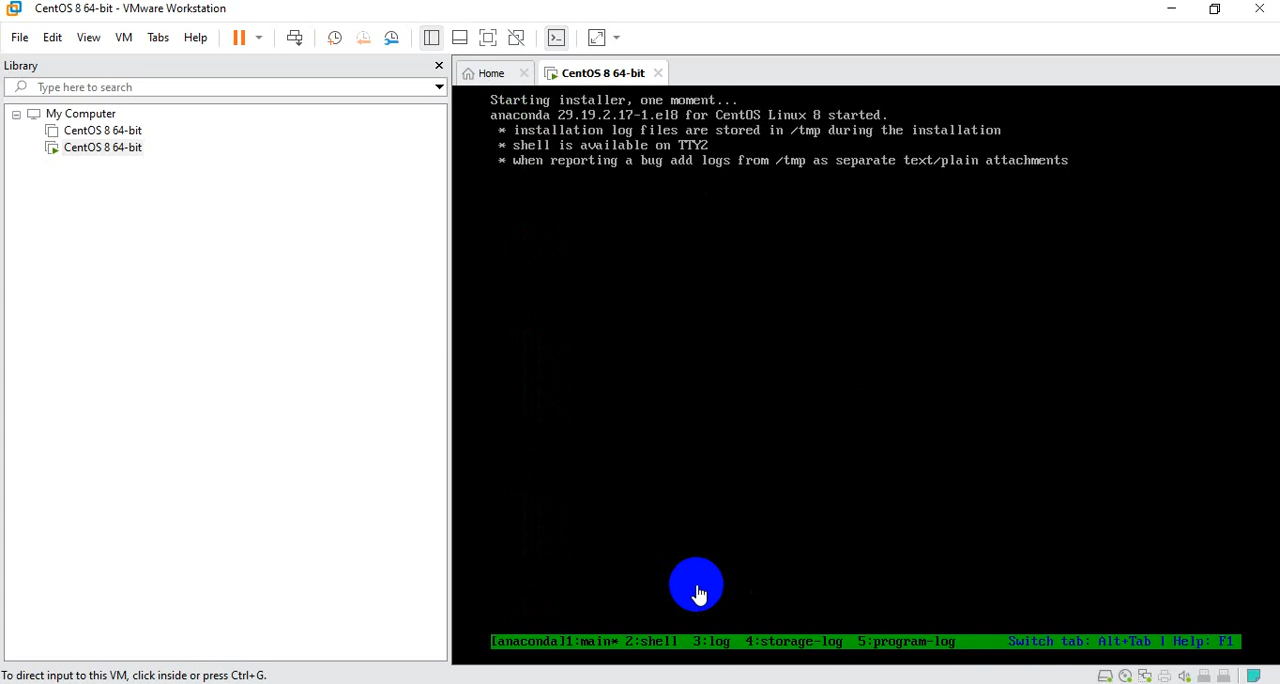 CentOS 8 64-bit - VMware Workstation
File Edit View VM Tabs Help
Library
Type here to search
Home
CentOS 8 64-bit
My Computer
CentOS 8 64-bit
CentOS 8 64-bit
Starting installer, one moment...
anaconda 29.19.2.17-1.el8 for CentOS Linux 8 started.
* installation log files are stored in /tmp during the installation
* shell is available on TTY2
* when reporting a bug add logs from /tmp as separate text/plain attachments
[anaconda]1:main* 2:shell 3:log 4:storage-log 5:program-log Switch tab: Alt+Tab | Help: F1
To direct input to this VM, click inside or press Ctrl+G.